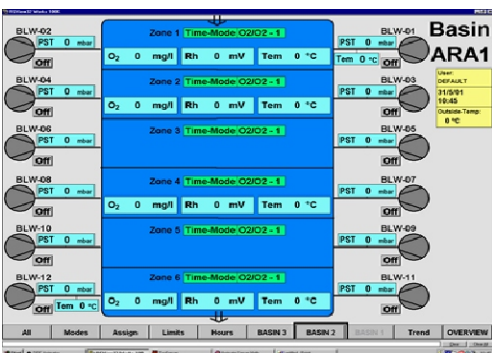 BLW-02
PST 0 mbar
Off
Zone 1 Time-Mode O2/O2 - 1
O2 0 mg/l Rh 0 mV Tem 0 °C
BLW-01
PST 0 mbar
Tem 0 °C Off
Basin
ARA1
User:
DEFAULT
31/5/01
10:45
Outside-Temp:
0 °C
BLW-04
PST 0 mbar
Off
Zone 2 Time-Mode O2/O2 - 1
O2 0 mg/l Rh 0 mV Tem 0 °C
BLW-03
PST 0 mbar
Off
BLW-06
PST 0 mbar
Off
Zone 3 Time-Mode O2/O2 - 1
BLW-05
PST 0 mbar
Off
BLW-08
PST 0 mbar
Off
Zone 4 Time-Mode O2/O2 - 1
O2 0 mg/l Rh 0 mV Tem 0 °C
BLW-07
PST 0 mbar
Off
BLW-10
PST 0 mbar
Off
Zone 5 Time-Mode O2/O2 - 1
BLW-09
PST 0 mbar
Off
BLW-12
PST 0 mbar
Off Tem 0 °C
Zone 6 Time-Mode O2/O2 - 1
O2 0 mg/l Rh 0 mV Tem 0 °C
BLW-11
PST 0 mbar
Off
All Modes Assign Limits Hours BASIN 3 BASIN 2 BASIN 1 Trend OVERVIEW